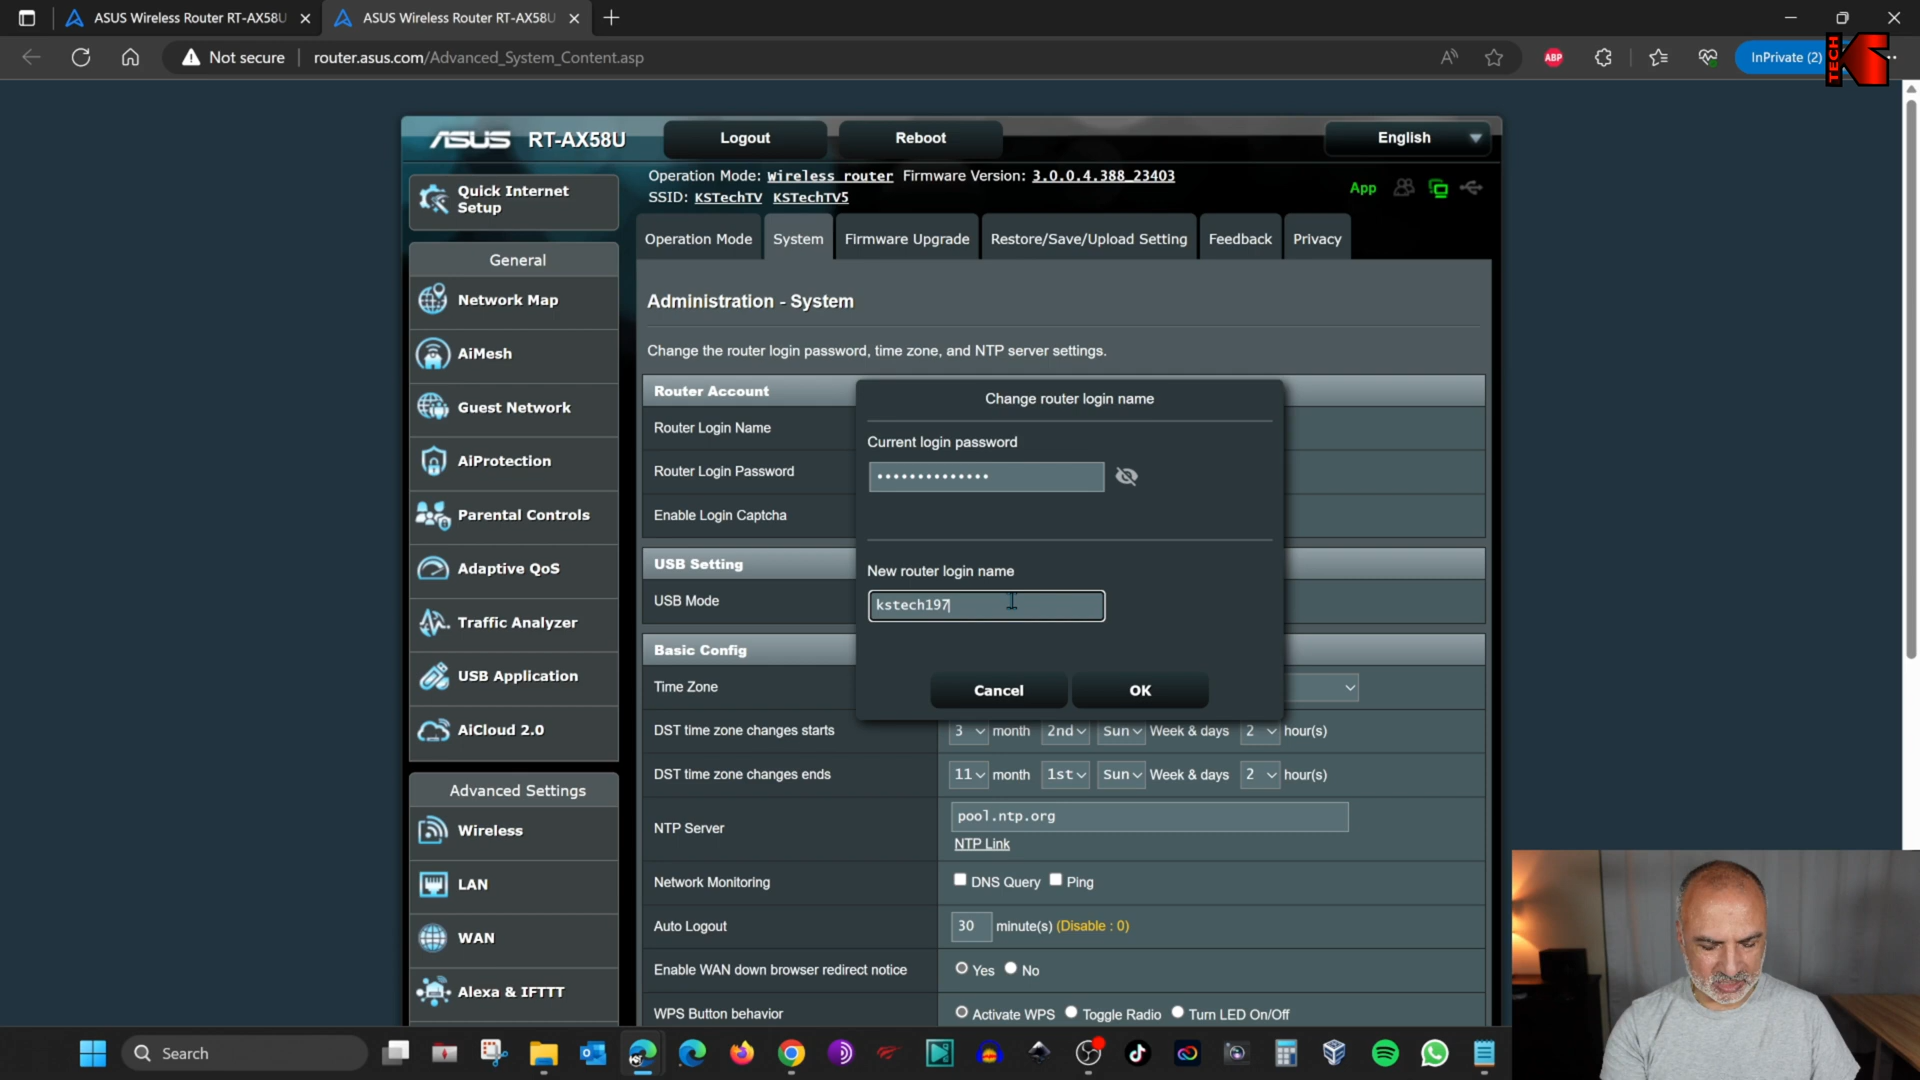 ASUS Wireless Router RT-AX58U
ASUS Wireless Router RT-AX58U
Not secure
router.asus.com/Advanced_System_Content.asp
ABP
InPrivate (2)
TECH
ASUS RT-AX58U
Logout
Reboot
English
Quick Internet
Setup
Operation Mode: Wireless router Firmware Version: 3.0.0.4.388_23403
SSID: KSTechTV KSTechTV5
App
Operation Mode
System
Firmware Upgrade
Restore/Save/Upload Setting
Feedback
Privacy
General
Network Map
AiMesh
Guest Network
AiProtection
Parental Controls
Adaptive QoS
Traffic Analyzer
USB Application
AiCloud 2.0
Advanced Settings
Wireless
LAN
WAN
Alexa & IFTTT
Administration - System
Change the router login password, time zone, and NTP server settings.
Router Account
Router Login Name
Router Login Password
Enable Login Captcha
USB Setting
USB Mode
Basic Config
Time Zone
Change router login name
Current login password
••••••••••••••
New router login name
kstech197
Cancel
OK
DST time zone changes starts
3 month 2nd Sun Week & days 2 hour(s)
DST time zone changes ends
11 month 1st Sun Week & days 2 hour(s)
NTP Server
pool.ntp.org
NTP Link
Network Monitoring
DNS Query Ping
Auto Logout
30 minute(s) (Disable : 0)
Enable WAN down browser redirect notice
Yes No
WPS Button behavior
Activate WPS Toggle Radio Turn LED On/Off
Search